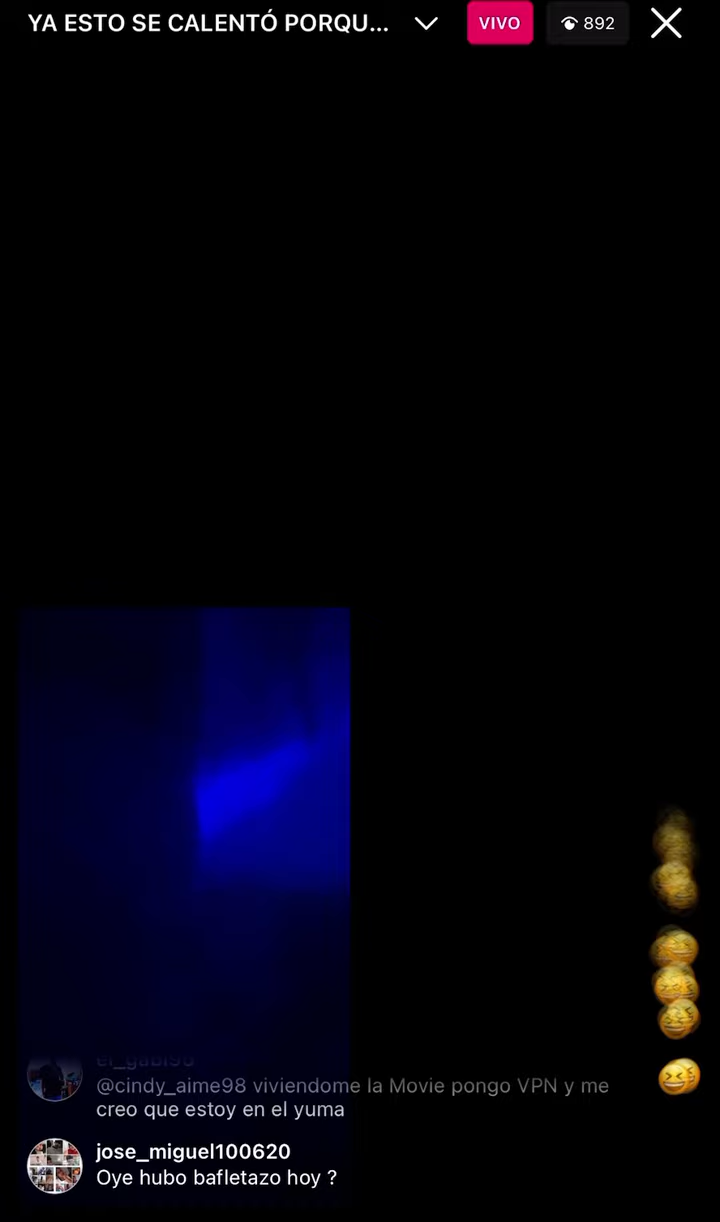 YA ESTO SE CALENTÓ PORQU...
VIVO
892
el_gabi98
@cindy_aime98 viviendome la Movie pongo VPN y me
creo que estoy en el yuma
jose_miguel100620
Oye hubo bafletazo hoy ?